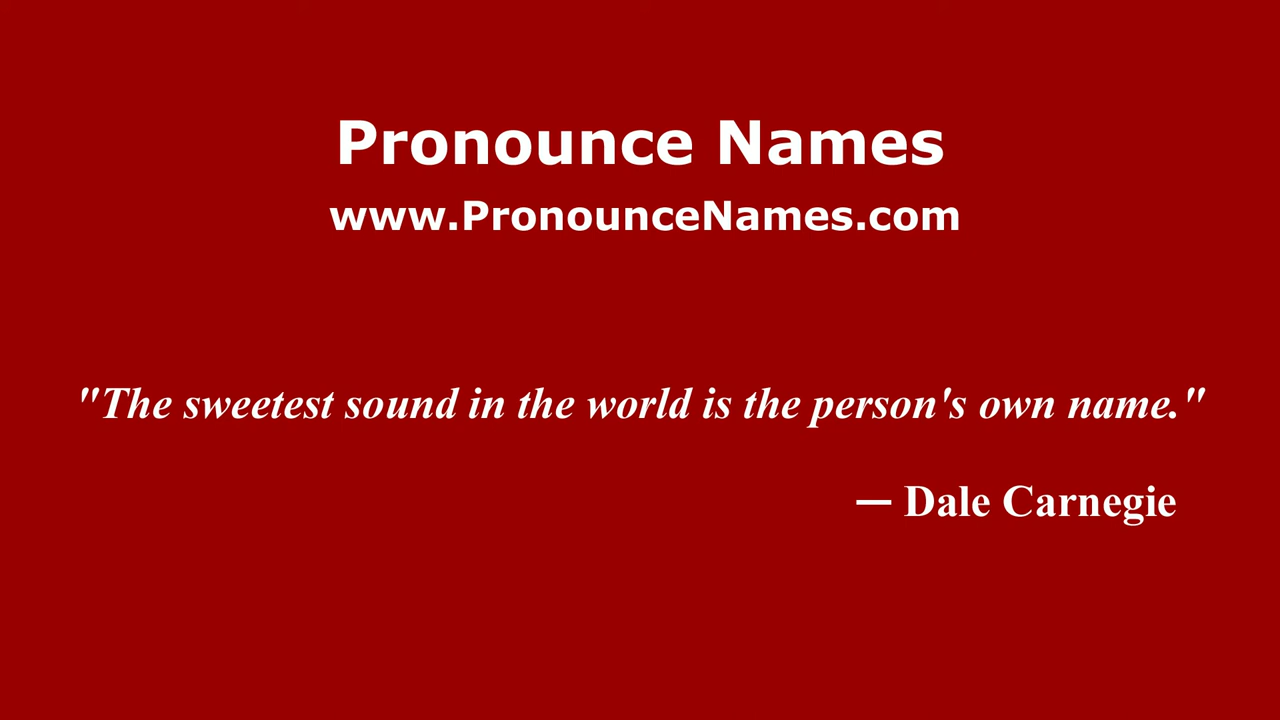 Pronounce Names
www.PronounceNames.com
"The sweetest sound in the world is the person's own name."
— Dale Carnegie